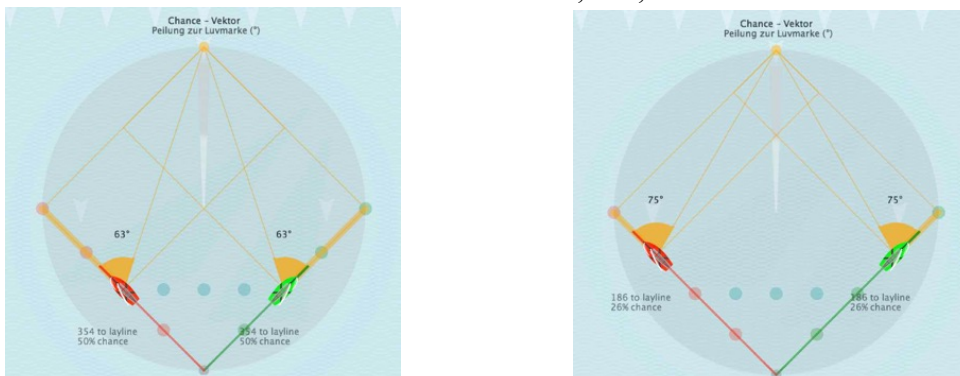 Chance - Vektor
Peilung zur Luvmarke (°)
63°
63°
354 to layline
50% chance
354 to layline
50% chance
Chance - Vektor
Peilung zur Luvmarke (°)
75°
75°
186 to layline
26% chance
186 to layline
26% chance